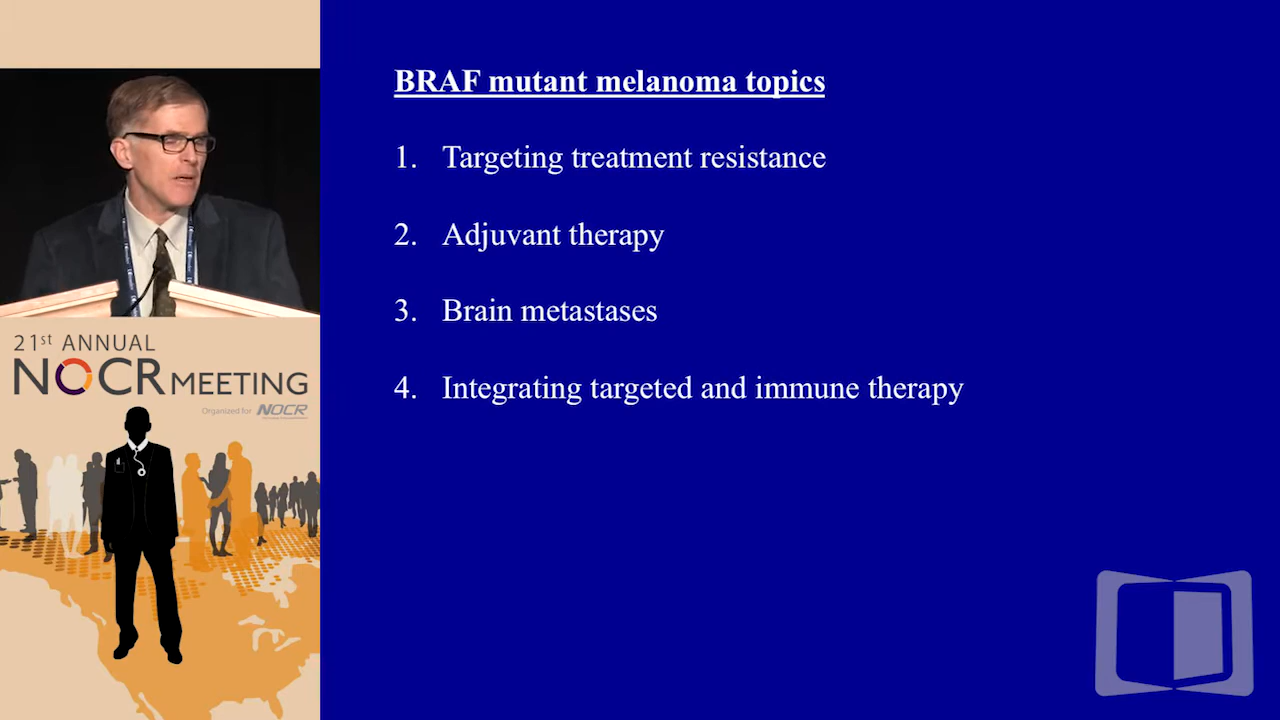 BRAF mutant melanoma topics
1. Targeting treatment resistance
2. Adjuvant therapy
3. Brain metastases
4. Integrating targeted and immune therapy
21st ANNUAL
NOCR MEETING
Organized for NOCR